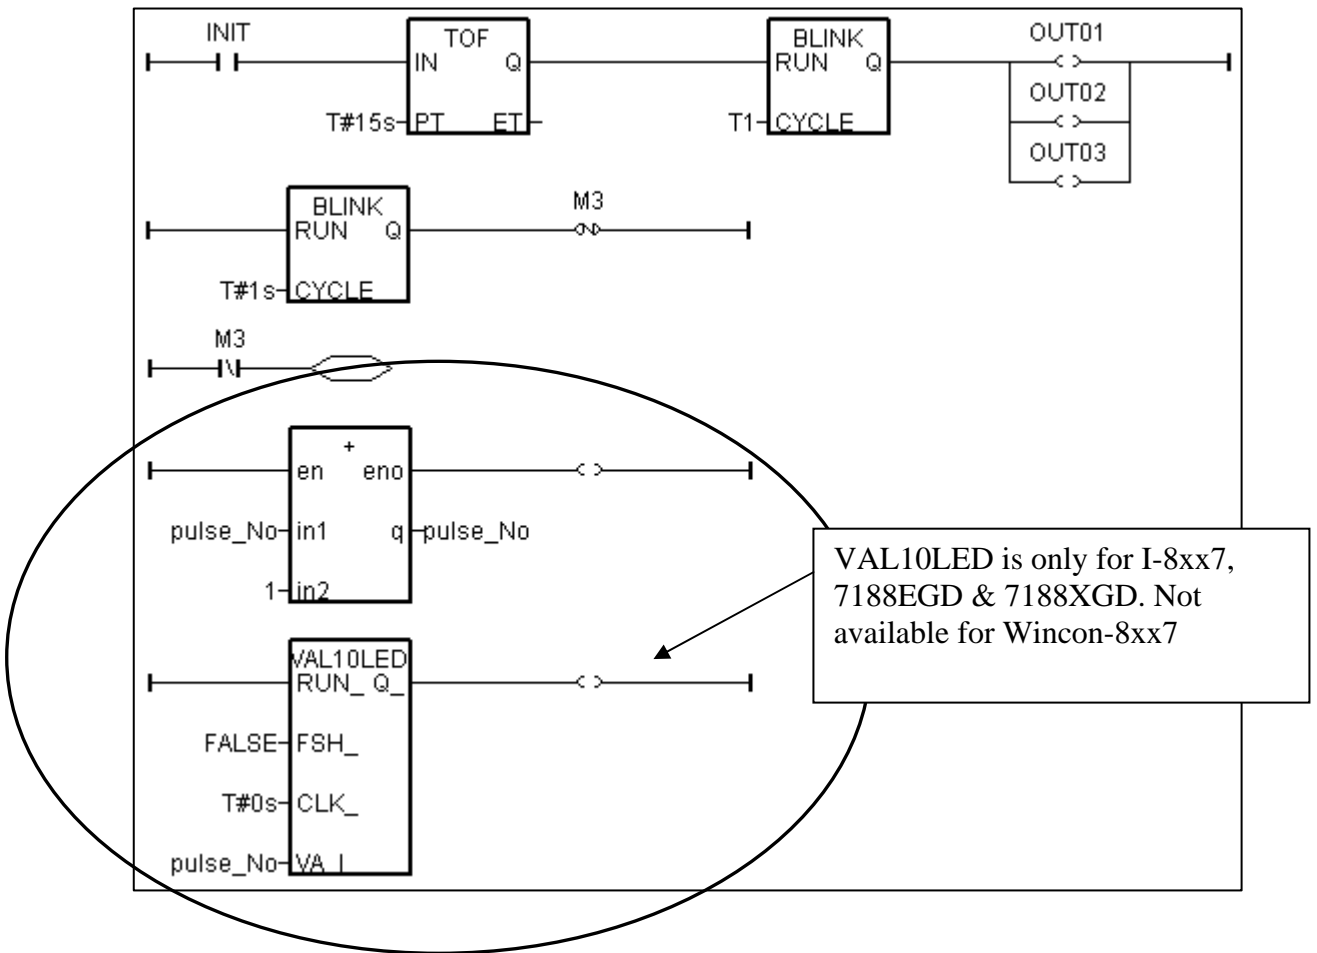 INIT
TOF
BLINK
OUT01
IN Q
RUN Q
OUT02
T#15s PT ET
T1 CYCLE
OUT03
BLINK
M3
RUN Q
T#1s CYCLE
M3
+
en eno
pulse_No in1 q pulse_No
1 in2
VAL10LED is only for I-8xx7,
7188EGD & 7188XGD. Not
available for Wincon-8xx7
VAL10LED
RUN_ Q_
FALSE FSH_
T#0s CLK_
pulse_No VA_L